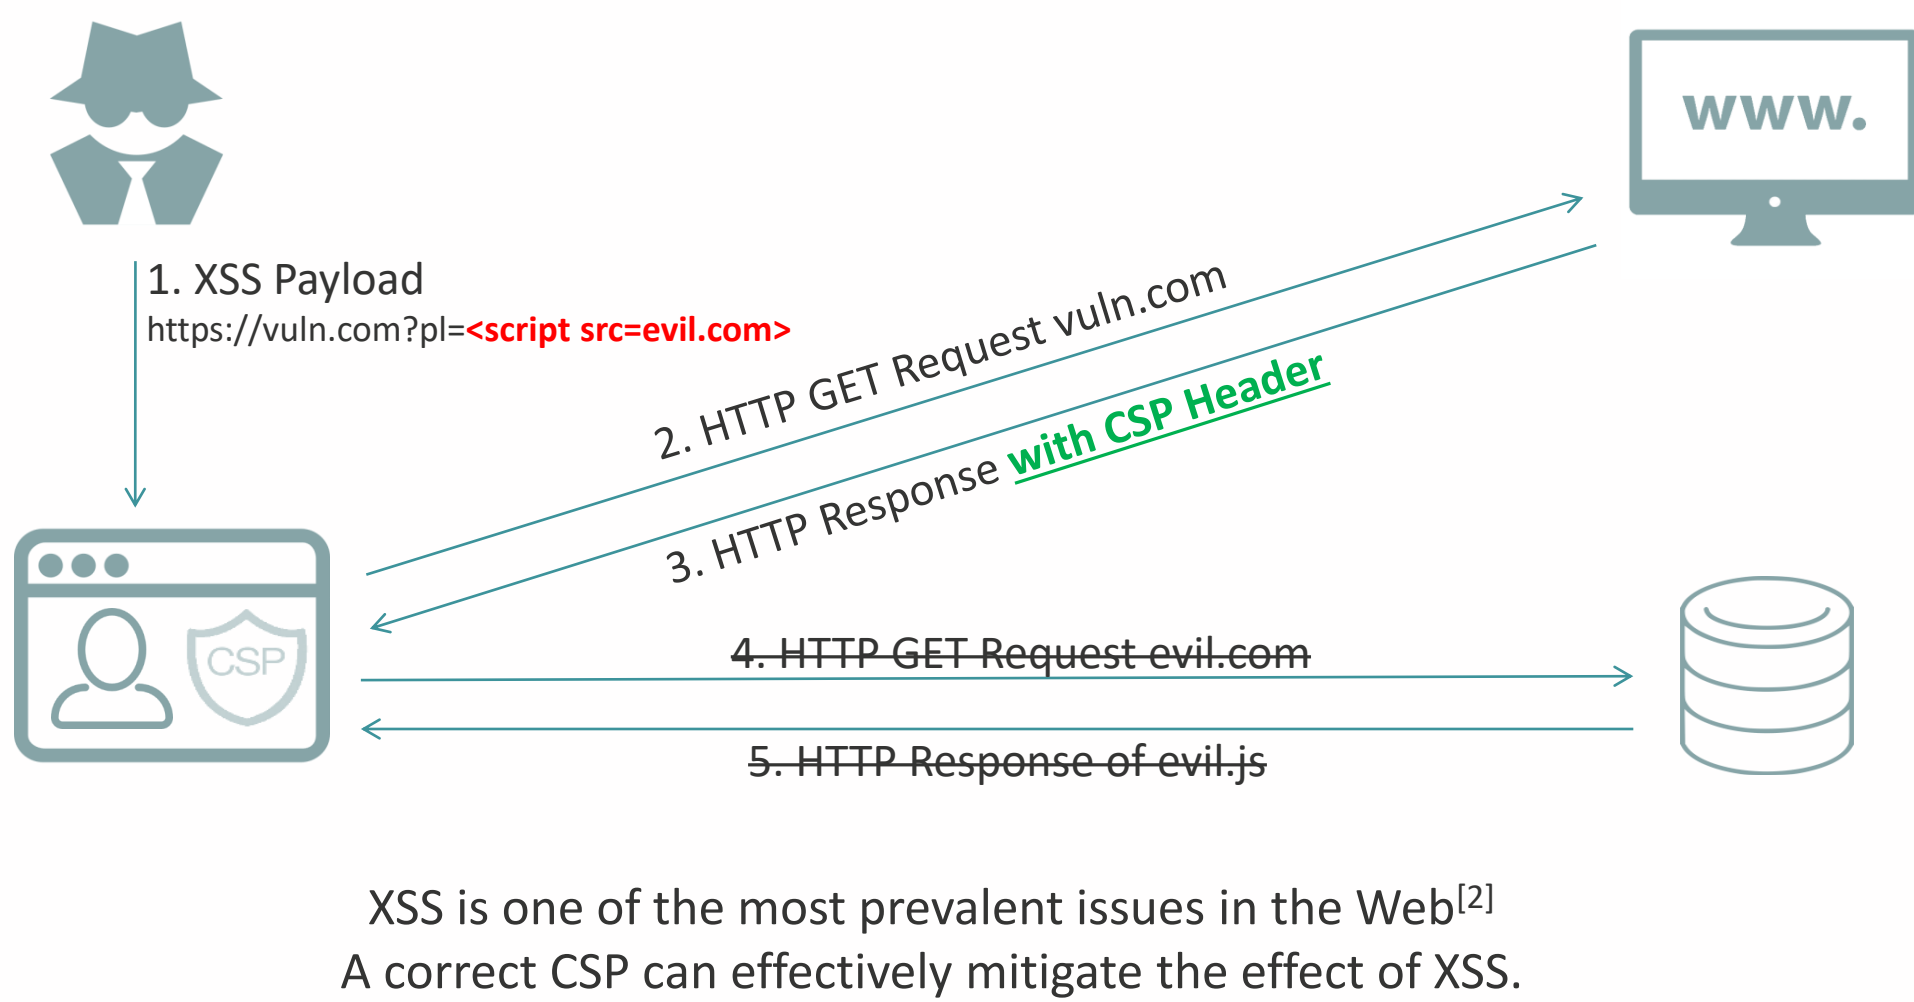 www.
1. XSS Payload
https://vuln.com?pl=<script src=evil.com>
2. HTTP GET Request vuln.com
3. HTTP Response with CSP Header
CSP
4. HTTP GET Request evil.com
5. HTTP Response of evil.js
XSS is one of the most prevalent issues in the Web[2]
A correct CSP can effectively mitigate the effect of XSS.